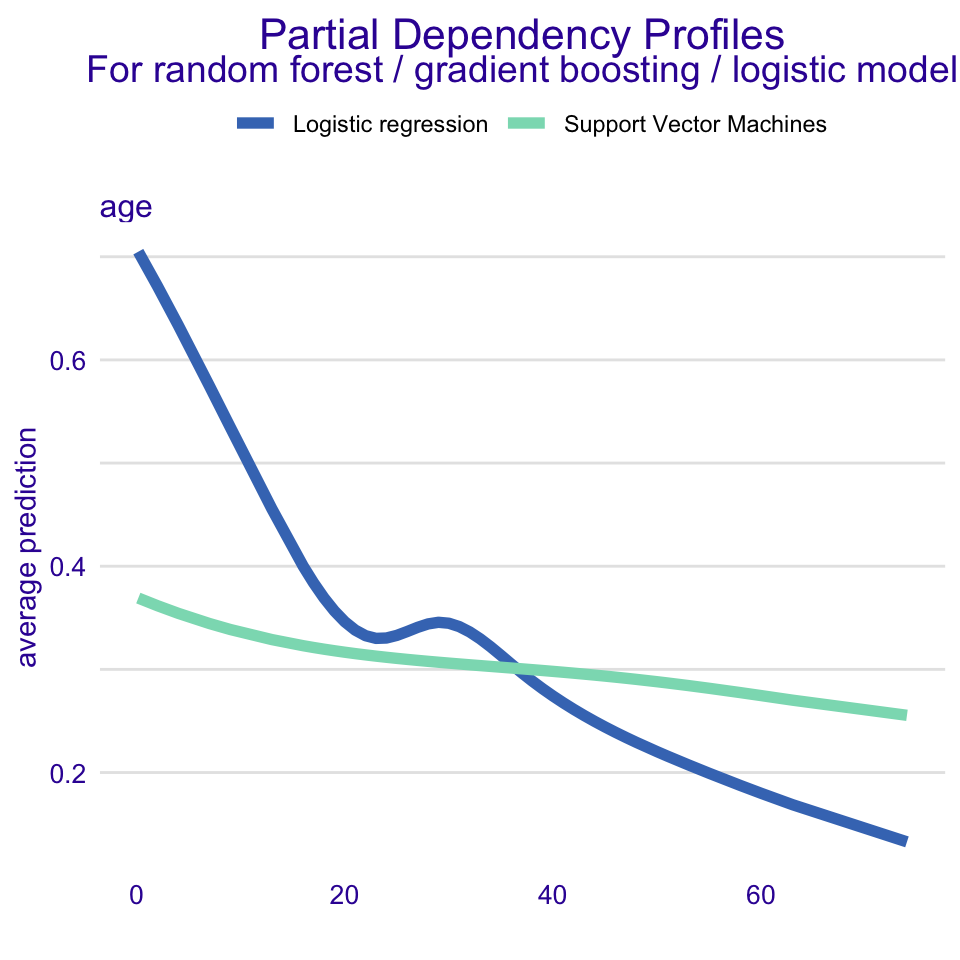 Partial Dependency Profiles
For random forest / gradient boosting / logistic model
Logistic regression Support Vector Machines
age
average prediction
0.6
0.4
0.2
0 20 40 60